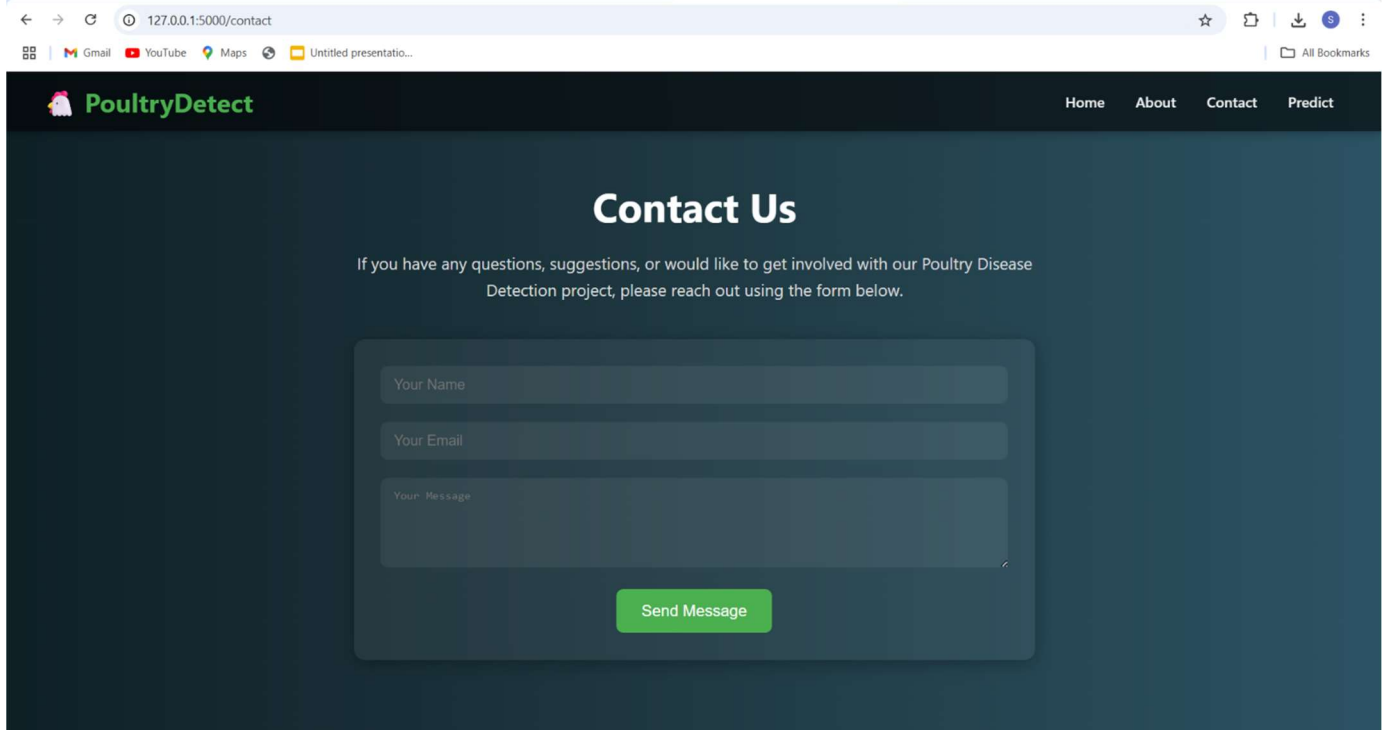 127.0.0.1:5000/contact
S
Gmail
YouTube
Maps
Untitled presentatio...
All Bookmarks
PoultryDetect
Home
About
Contact
Predict
Contact Us
If you have any questions, suggestions, or would like to get involved with our Poultry Disease
Detection project, please reach out using the form below.
Your Name
Your Email
Your Message
Send Message